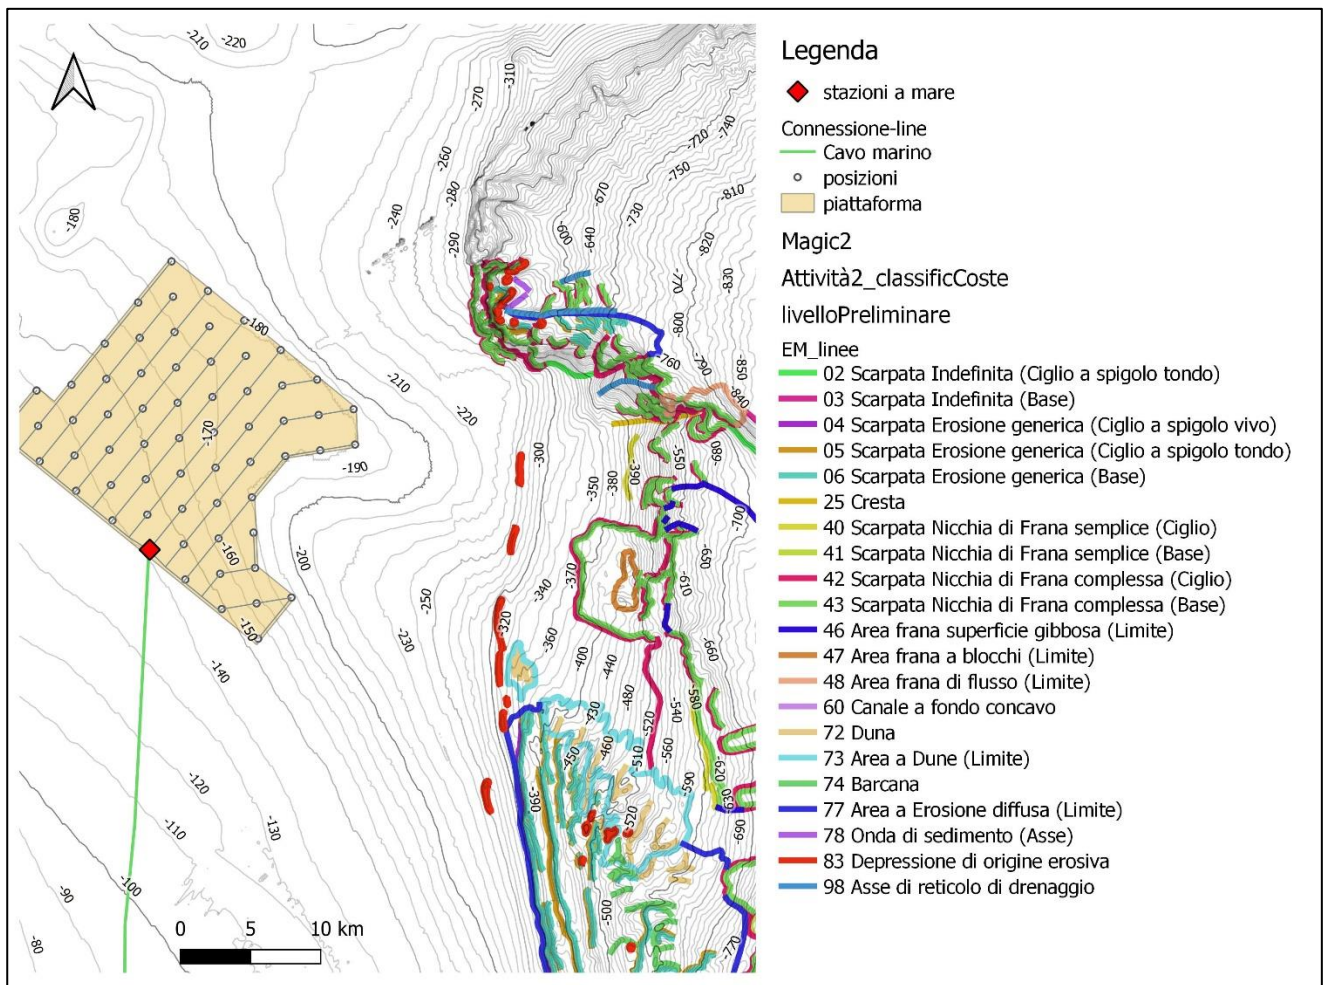 -210
-220
-310
-270
-740
-720
-260
-750
-280
-670
-810
-180
-240
-730
-600
-640
-820
-290
-770
-830
-180
-800
-760
-790
-850
-840
-210
-220
-170
-300
-680
-190
-550
-390
-380
-350
-700
-160
-200
-650
-370
-610
-340
-250
-320
-150
-230
-360
-400
-440
-660
-140
-480
-580
-430
-520
-540
-460
-510
-560
-450
-590
-620
-120
-390
-630
-110
-130
-520
-690
-100
-90
-500
-80
-770
0 5 10 km
Legenda
stazioni a mare
Connessione-line
Cavo marino
posizioni
piattaforma
Magic2
Attività2_classificCoste
livelloPreliminare
EM_linee
02 Scarpata Indefinita (Ciglio a spigolo tondo)
03 Scarpata Indefinita (Base)
04 Scarpata Erosione generica (Ciglio a spigolo vivo)
05 Scarpata Erosione generica (Ciglio a spigolo tondo)
06 Scarpata Erosione generica (Base)
25 Cresta
40 Scarpata Nicchia di Frana semplice (Ciglio)
41 Scarpata Nicchia di Frana semplice (Base)
42 Scarpata Nicchia di Frana complessa (Ciglio)
43 Scarpata Nicchia di Frana complessa (Base)
46 Area frana superficie gibbosa (Limite)
47 Area frana a blocchi (Limite)
48 Area frana di flusso (Limite)
60 Canale a fondo concavo
72 Duna
73 Area a Dune (Limite)
74 Barcana
77 Area a Erosione diffusa (Limite)
78 Onda di sedimento (Asse)
83 Depressione di origine erosiva
98 Asse di reticolo di drenaggio